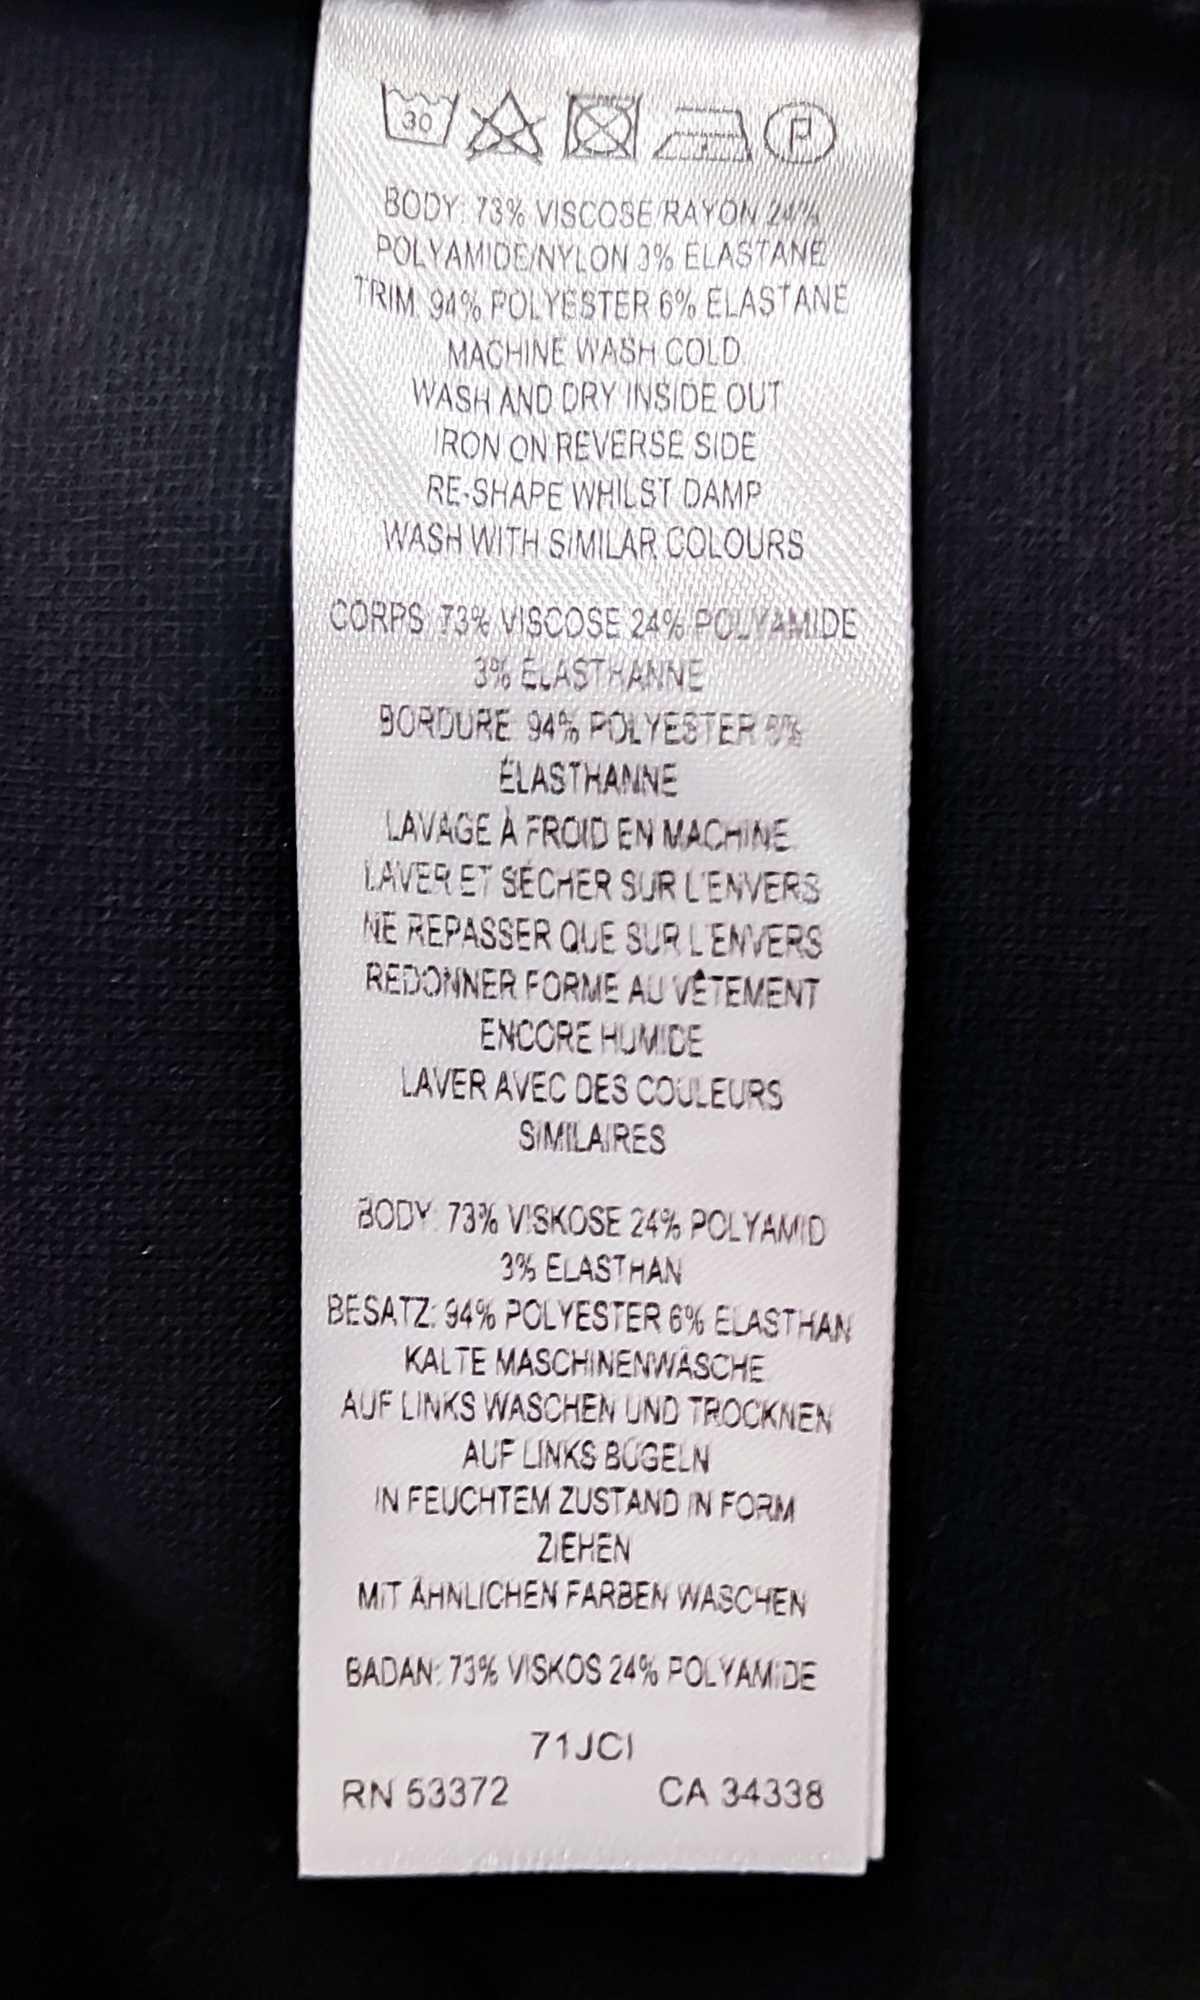 30
P
BODY: 73% VISCOSE/RAYON 24%
POLYAMIDE/NYLON 3% ELASTANE
TRIM: 94% POLYESTER 6% ELASTANE
MACHINE WASH COLD.
WASH AND DRY INSIDE OUT
IRON ON REVERSE SIDE
RE-SHAPE WHILST DAMP
WASH WITH SIMILAR COLOURS
CORPS: 73% VISCOSE 24% POLYAMIDE
3% ÉLASTHANNE
BORDURE: 94% POLYESTER 6%
ÉLASTHANNE
LAVAGE À FROID EN MACHINE.
LAVER ET SÉCHER SUR L'ENVERS
NE REPASSER QUE SUR L'ENVERS
REDONNER FORME AU VÊTEMENT
ENCORE HUMIDE
LAVER AVEC DES COULEURS
SIMILAIRES
BODY: 73% VISKOSE 24% POLYAMID
3% ELASTHAN
BESATZ: 94% POLYESTER 6% ELASTHAN
KALTE MASCHINENWÄSCHE.
AUF LINKS WASCHEN UND TROCKNEN
AUF LINKS BÜGELN
IN FEUCHTEM ZUSTAND IN FORM
ZIEHEN
MIT ÄHNLICHEN FARBEN WASCHEN
BADAN: 73% VISKOS 24% POLYAMIDE
71JCI
RN 53372 CA 34338